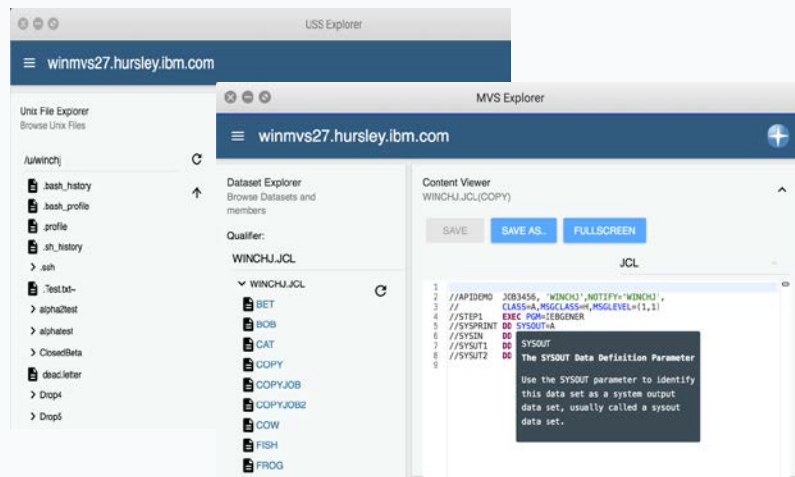 USS Explorer
winmvs27.hursley.ibm.com
Unix File Explorer
Browse Unix Files
/u/winchj
.bash_history
.bash_profile
.profile
.sh_history
.ssh
.Test.txt~
alpha2test
alphatest
ClosedBeta
dead.letter
Drop4
Drop5
MVS Explorer
winmvs27.hursley.ibm.com
Dataset Explorer
Browse Datasets and
members
Qualifier:
WINCHJ.JCL
WINCHJ.JCL
BET
BOB
CAT
COPY
COPYJOB
COPYJOB2
COW
FISH
FROG
Content Viewer
WINCHJ.JCL(COPY)
SAVE
SAVE AS..
FULLSCREEN
JCL
1
2 //APIDEMO JOB3456, 'WINCHJ',NOTIFY='WINCHJ',
3 // CLASS=A,MSGCLASS=H,MSGLEVEL=(1,1)
4 //STEP1 EXEC PGM=IEBGENER
5 //SYSPRINT DD SYSOUT=A
6 //SYSIN DD
7 //SYSUT1 DD
8 //SYSUT2 DD
9
SYSOUT
The SYSOUT Data Definition Parameter
Use the SYSOUT parameter to identify
this data set as a system output
data set, usually called a sysout
data set.